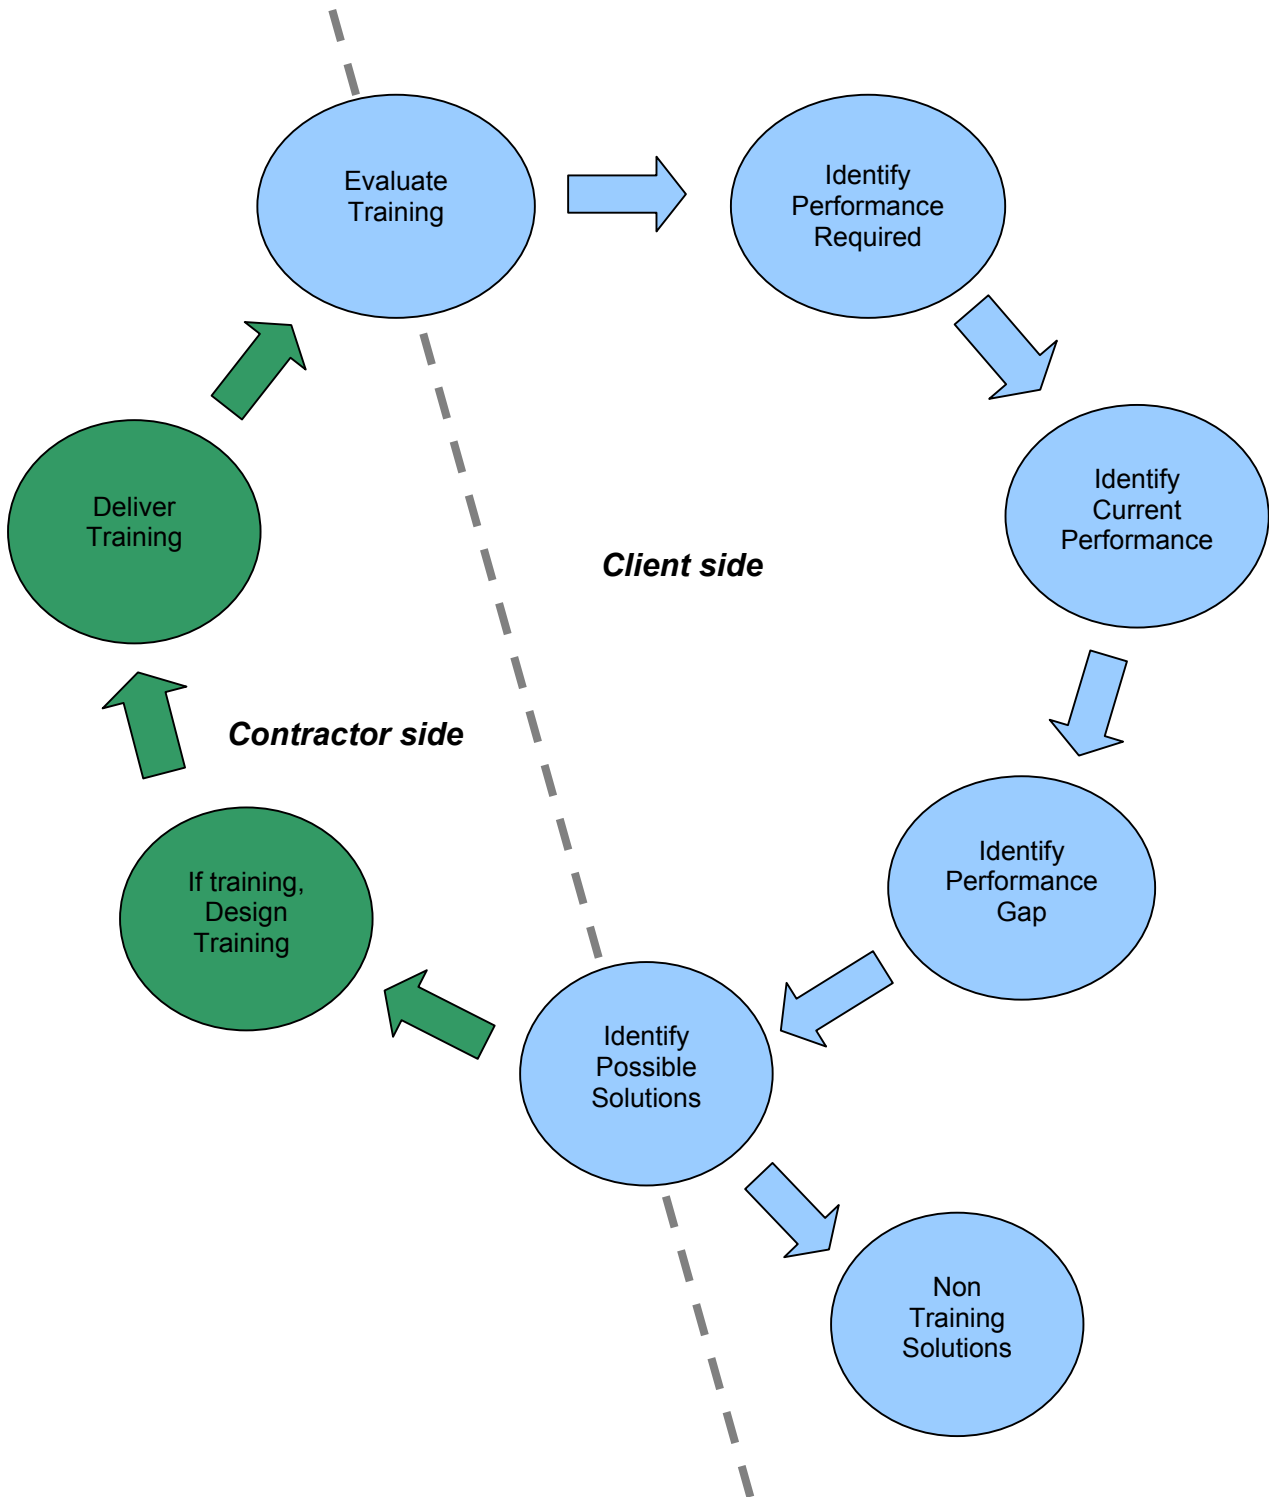 Evaluate
Training
Identify
Performance
Required
Identify
Current
Performance
Deliver
Training
Client side
Contractor side
If training,
Design
Training
Identify
Performance
Gap
Identify
Possible
Solutions
Non
Training
Solutions